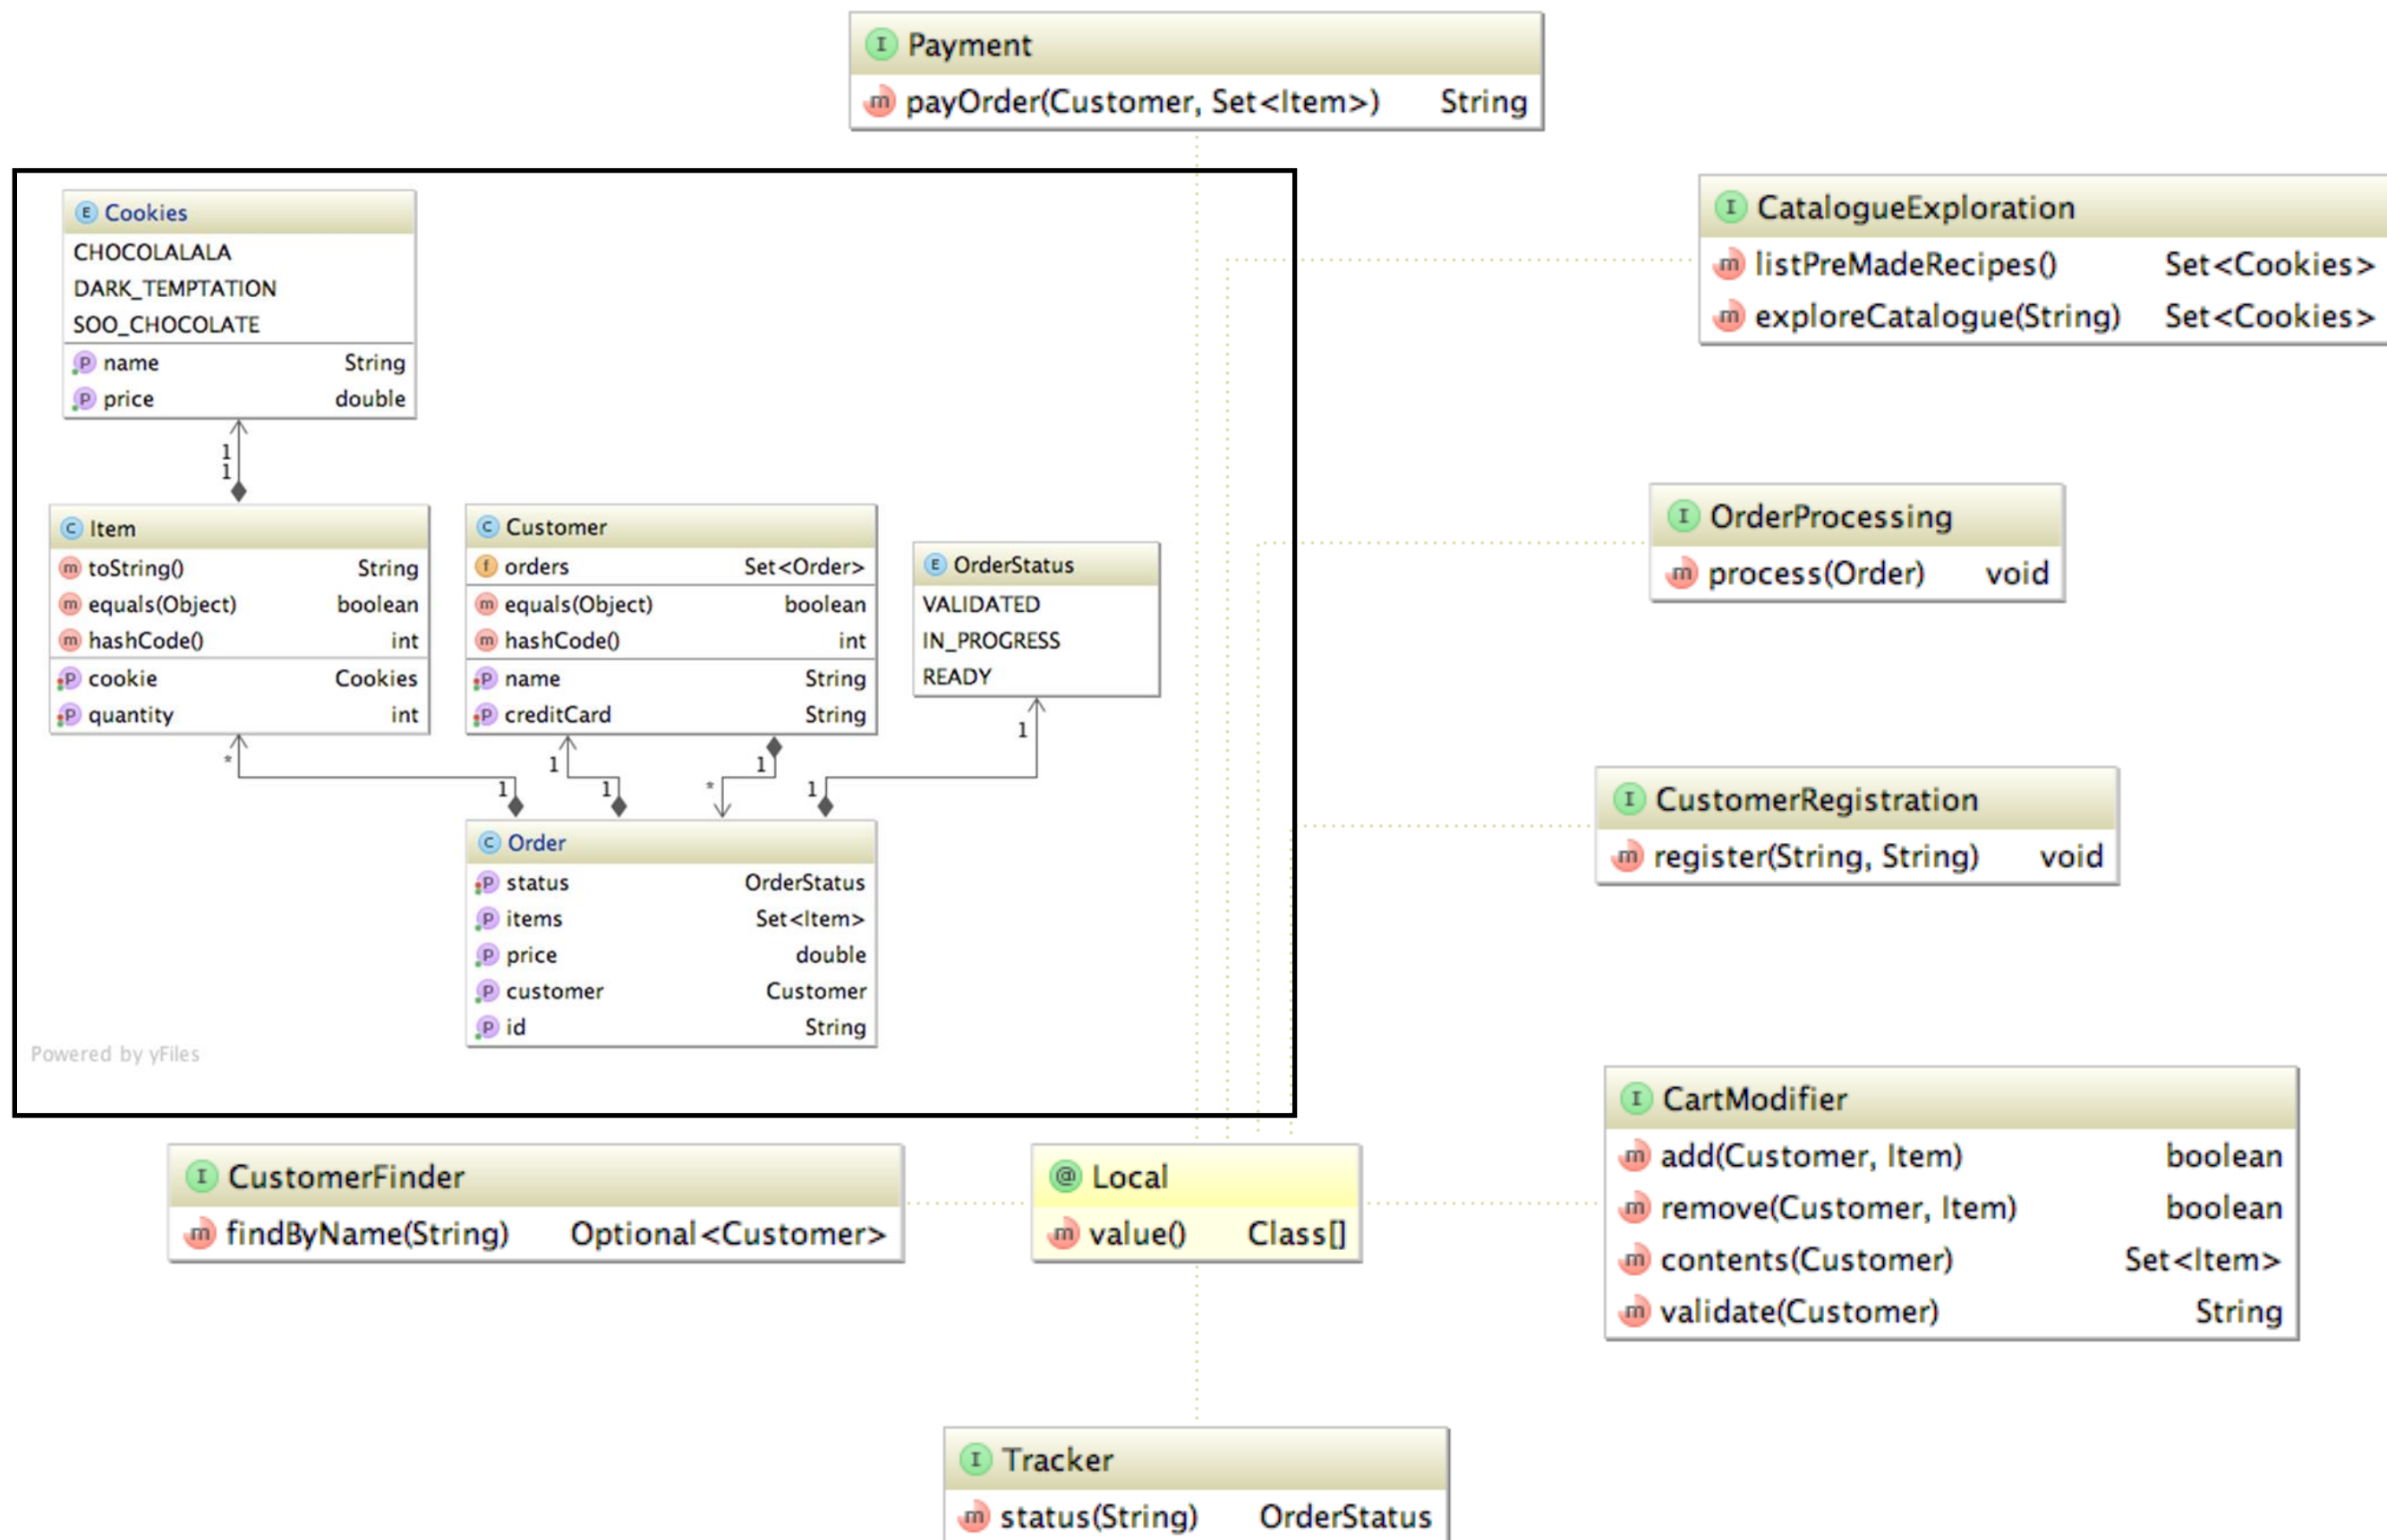 I Payment
m payOrder(Customer, Set<Item>) String
E Cookies
CHOCOLALALA
DARK_TEMPTATION
SOO_CHOCOLATE
P name String
P price double
1
1
C Item
m toString() String
m equals(Object) boolean
m hashCode() int
P cookie Cookies
P quantity int
C Customer
f orders Set<Order>
m equals(Object) boolean
m hashCode() int
P name String
P creditCard String
E OrderStatus
VALIDATED
IN_PROGRESS
READY
* 1 1 1 * 1 1 1
C Order
P status OrderStatus
P items Set<Item>
P price double
P customer Customer
P id String
Powered by yFiles
I CatalogueExploration
m listPreMadeRecipes() Set<Cookies>
m exploreCatalogue(String) Set<Cookies>
I OrderProcessing
m process(Order) void
I CustomerRegistration
m register(String, String) void
I CartModifier
m add(Customer, Item) boolean
m remove(Customer, Item) boolean
m contents(Customer) Set<Item>
m validate(Customer) String
I CustomerFinder
m findByName(String) Optional<Customer>
@ Local
m value() Class[]
I Tracker
m status(String) OrderStatus